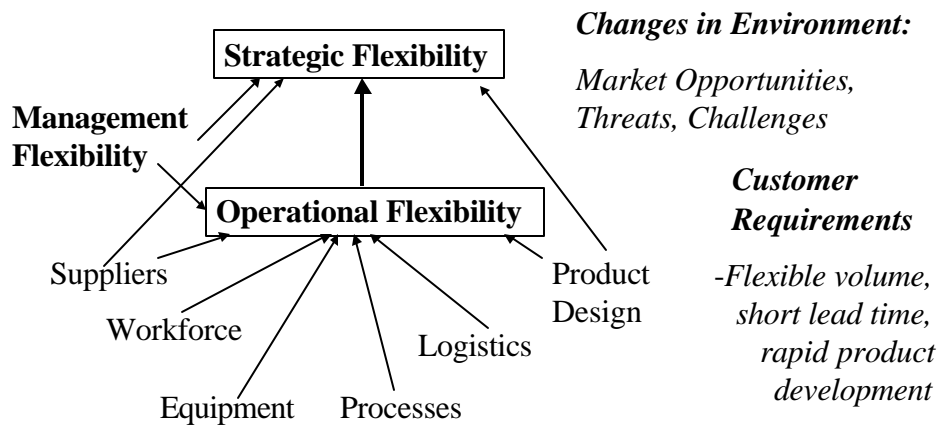 Changes in Environment:
Strategic Flexibility
Market Opportunities,
Threats, Challenges
Management
Flexibility
Customer
Requirements
Operational Flexibility
Suppliers
Product
Design
-Flexible volume,
short lead time,
rapid product
development
Workforce
Logistics
Equipment
Processes